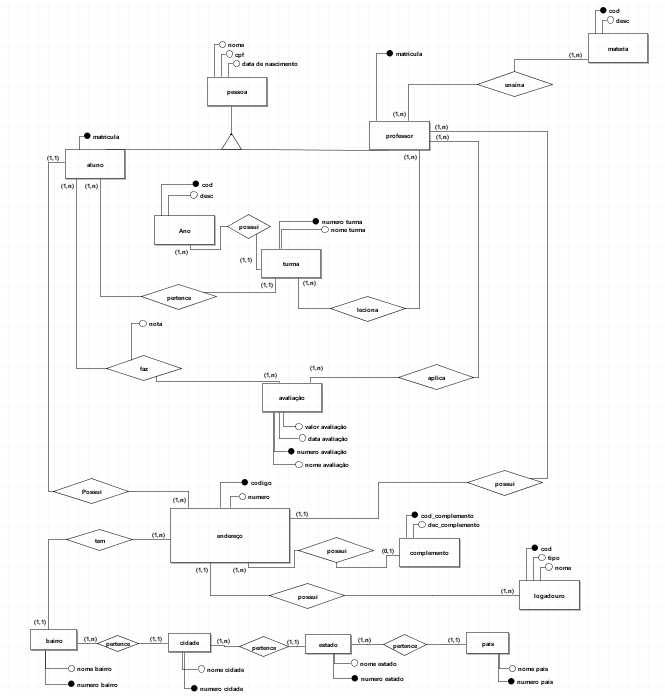 cod
desc
materia
(1,n)
ensina
nome
cpf
data de nascimento
pessoa
matricula
(1,n)
professor
(1,n)
(1,n)
(1,n)
matricula
(1,1)
aluno
(1,n)
(1,n)
cod
desc
Ano
(1,n)
possui
(1,1)
numero turma
nome turma
turma
(1,1)
(1,n)
pertence
leciona
nota
faz
(1,n)
(1,n)
aplica
avaliação
valor avaliação
data avaliação
numero avaliação
nome avaliação
Possui
(1,n)
codigo
numero
possui
(1,1)
endereço
tem
(1,n)
(1,1)
(1,n)
possui
(0,1)
cod_complemento
dec_complemento
complemento
possui
(1,n)
cod
tipo
nome
logadouro
(1,1)
bairro
(1,n)
pertence
(1,1)
cidade
(1,n)
pertence
(1,1)
estado
(1,n)
pertence
(1,1)
pais
nome bairro
numero bairro
nome cidade
numero cidade
nome estado
numero estado
nome pais
numero pais